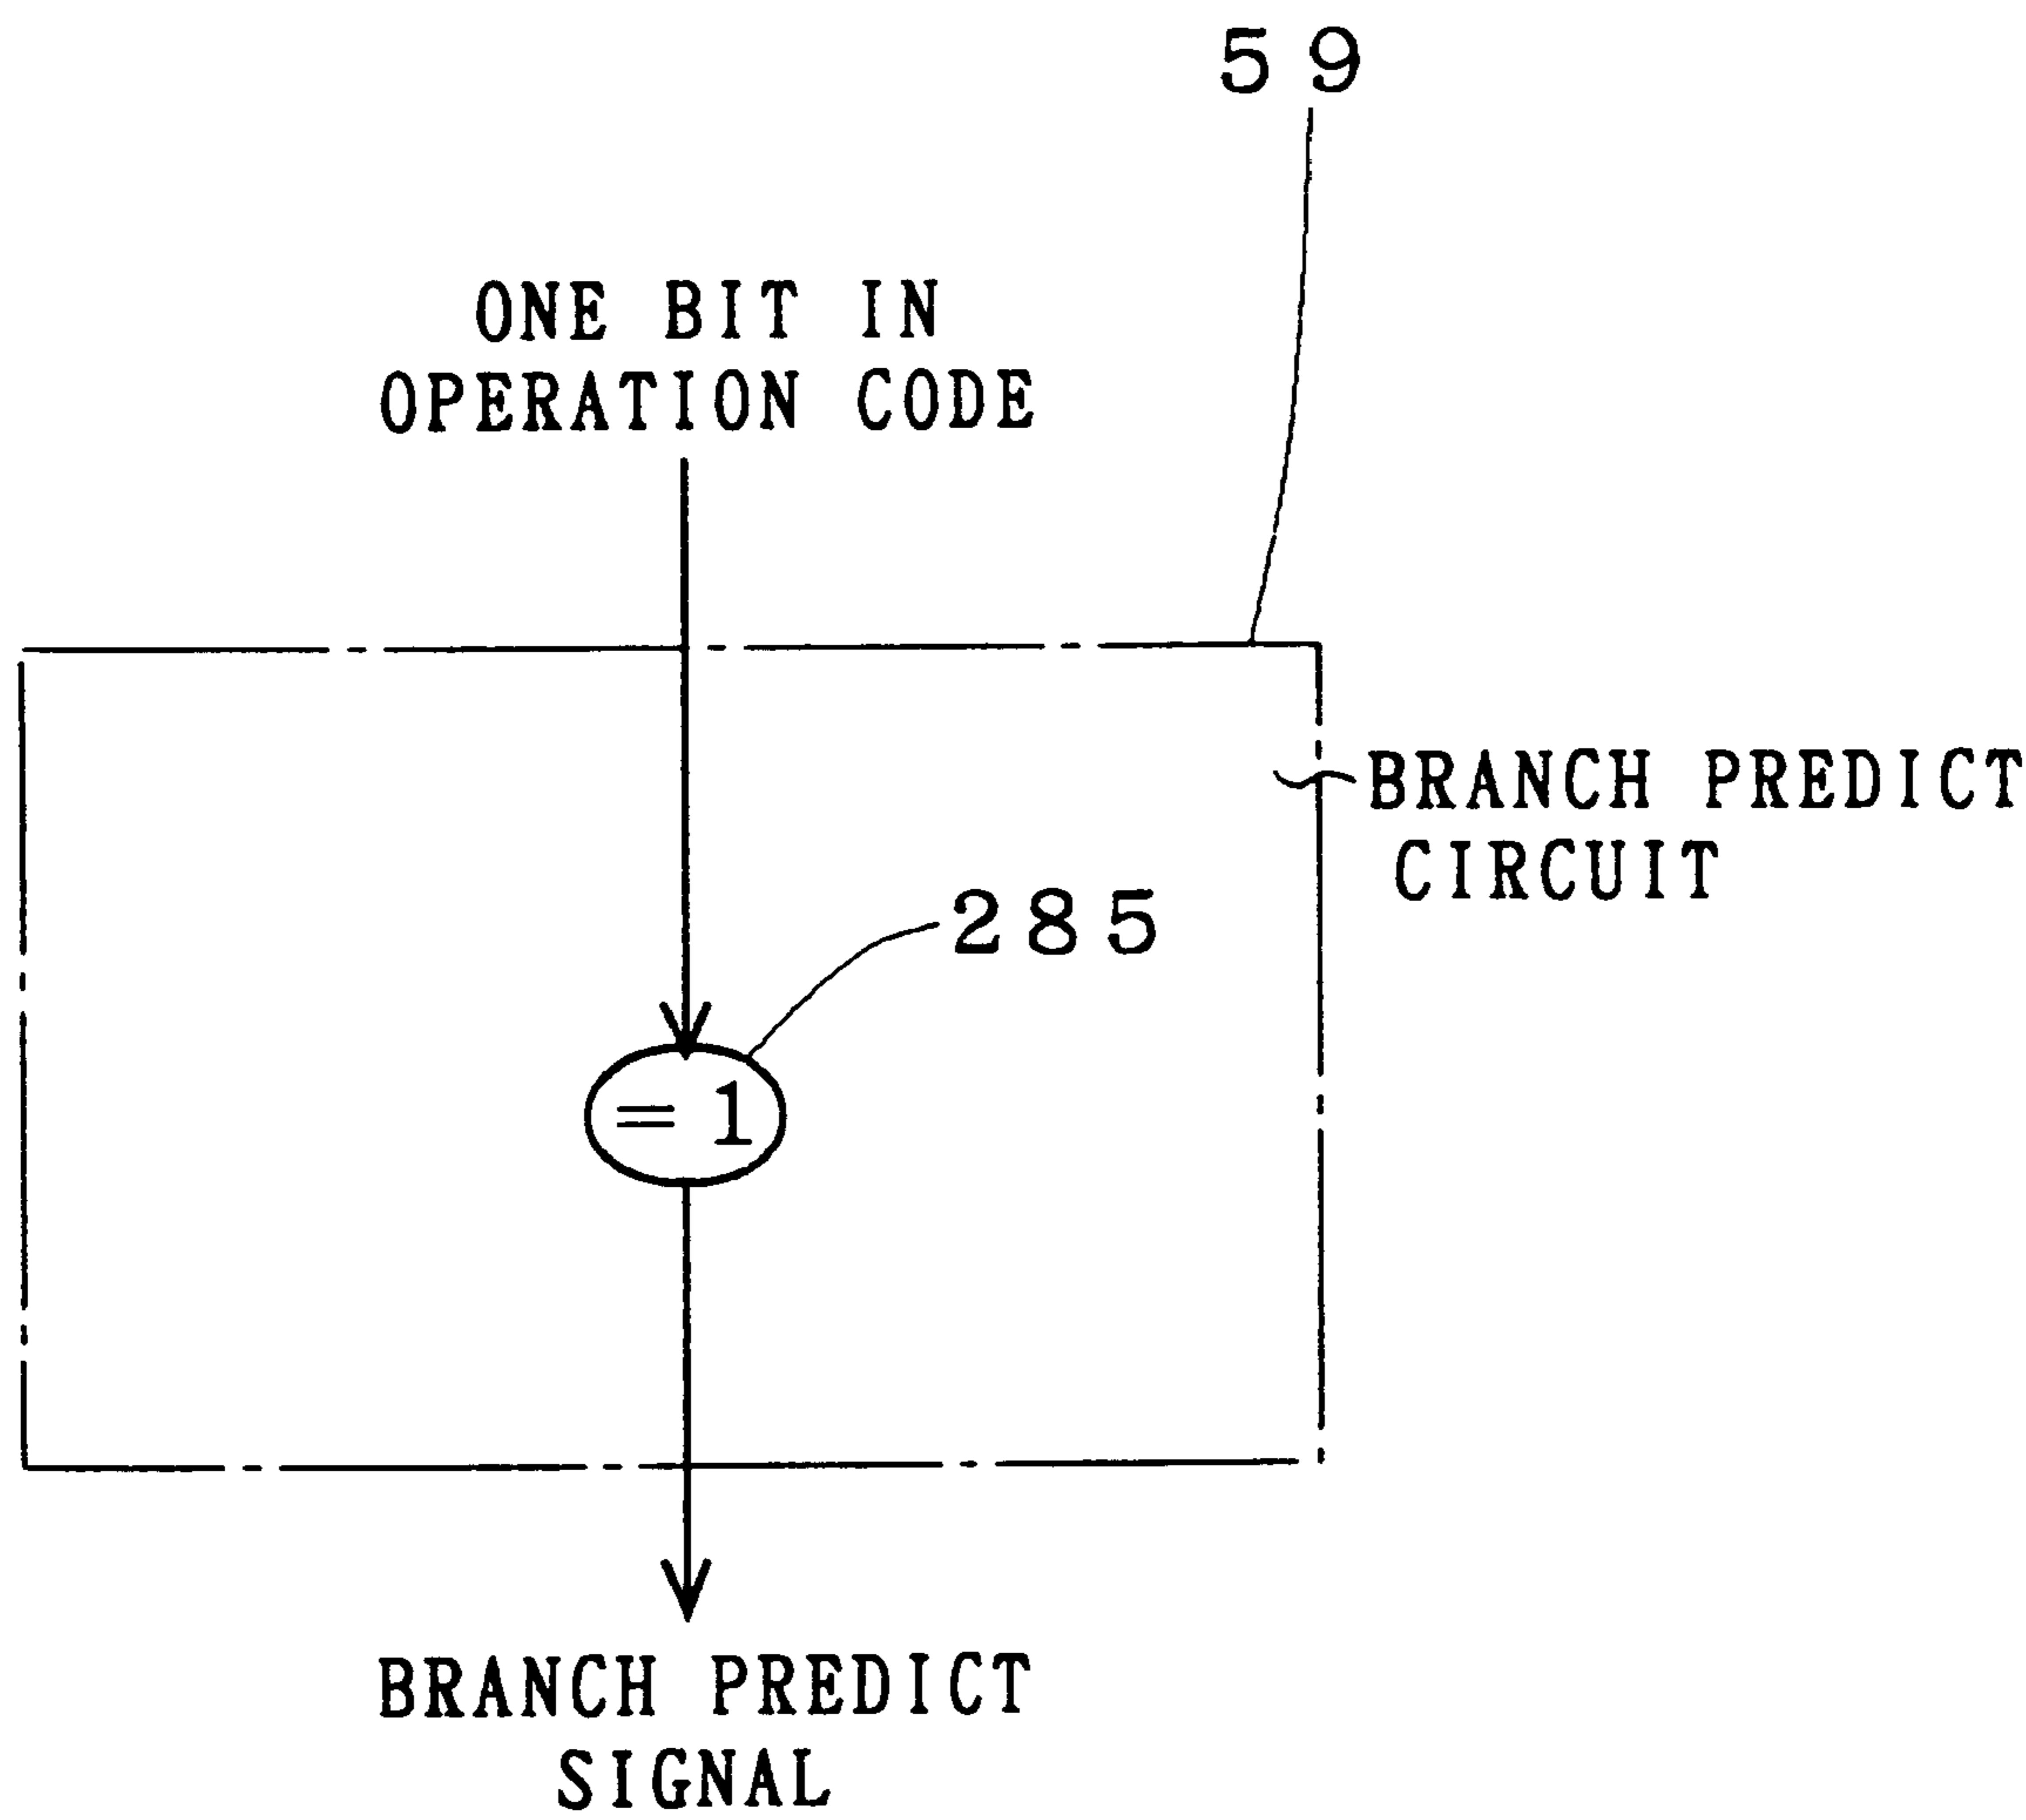 59
ONE BIT IN
OPERATION CODE
BRANCH PREDICT
CIRCUIT
285
=1
BRANCH PREDICT
SIGNAL